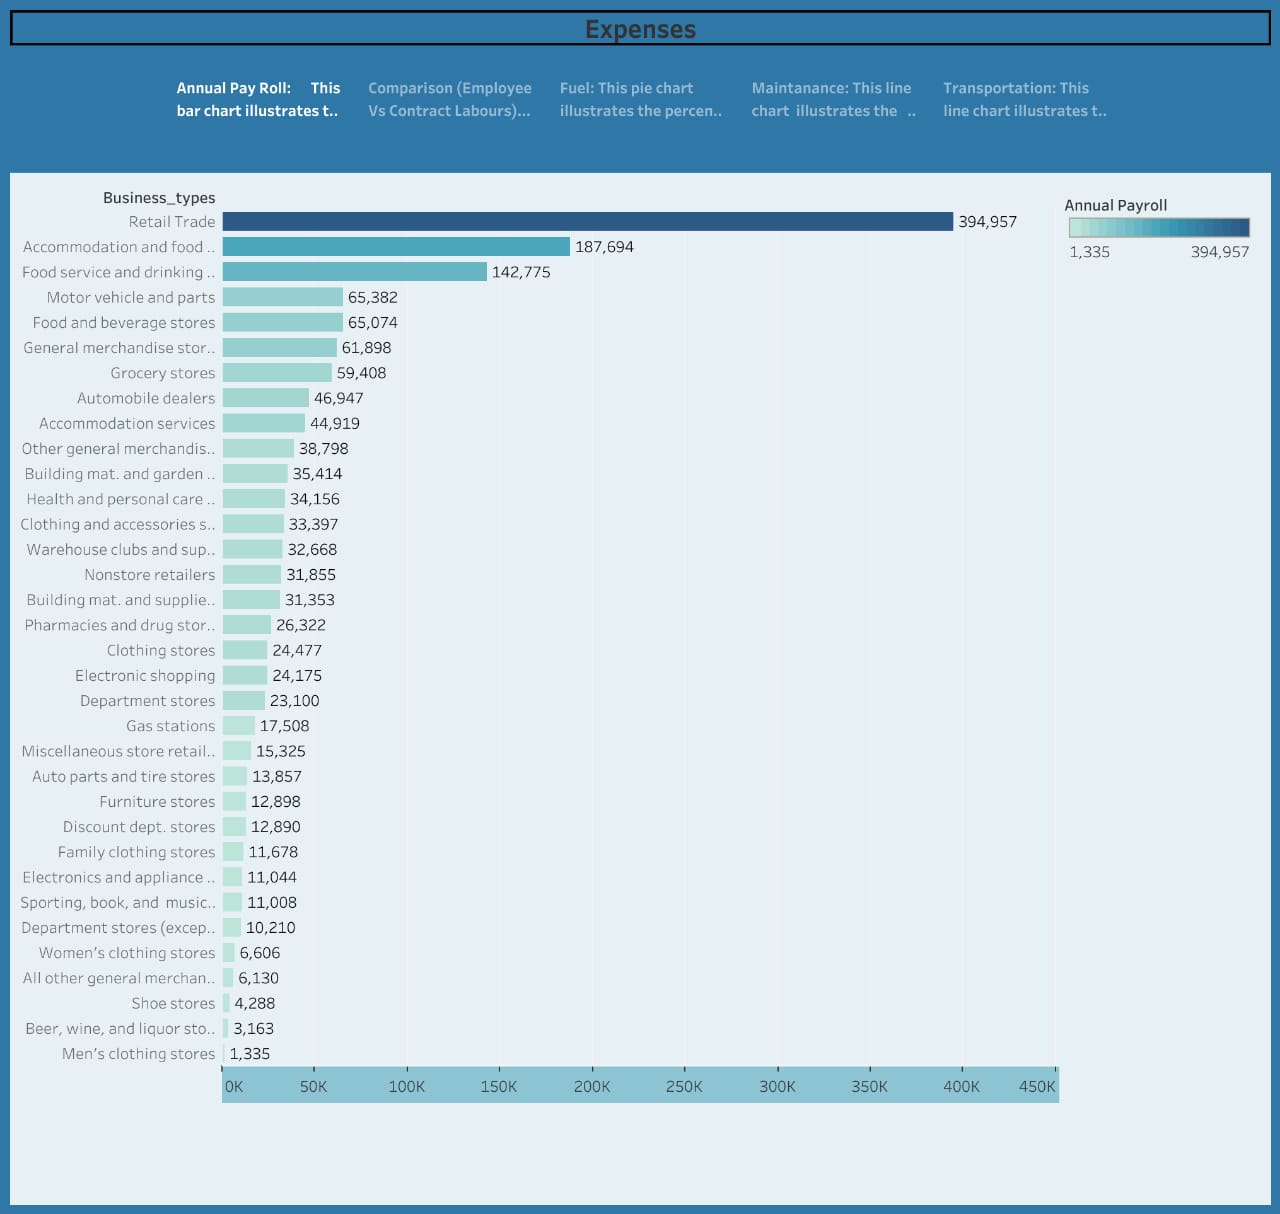 Expenses
Annual Pay Roll: This
bar chart illustrates t..
Comparison (Employee
Vs Contract Labours)...
Fuel: This pie chart
illustrates the percen..
Maintanance: This line
chart illustrates the ..
Transportation: This
line chart illustrates t..
Business_types
Retail Trade 394,957
Accommodation and food .. 187,694
Food service and drinking .. 142,775
Motor vehicle and parts 65,382
Food and beverage stores 65,074
General merchandise stor.. 61,898
Grocery stores 59,408
Automobile dealers 46,947
Accommodation services 44,919
Other general merchandis.. 38,798
Building mat. and garden .. 35,414
Health and personal care .. 34,156
Clothing and accessories s.. 33,397
Warehouse clubs and sup.. 32,668
Nonstore retailers 31,855
Building mat. and supplie.. 31,353
Pharmacies and drug stor.. 26,322
Clothing stores 24,477
Electronic shopping 24,175
Department stores 23,100
Gas stations 17,508
Miscellaneous store retail.. 15,325
Auto parts and tire stores 13,857
Furniture stores 12,898
Discount dept. stores 12,890
Family clothing stores 11,678
Electronics and appliance .. 11,044
Sporting, book, and music.. 11,008
Department stores (excep.. 10,210
Women's clothing stores 6,606
All other general merchan.. 6,130
Shoe stores 4,288
Beer, wine, and liquor sto.. 3,163
Men's clothing stores 1,335
0K 50K 100K 150K 200K 250K 300K 350K 400K 450K
Annual Payroll
1,335 394,957